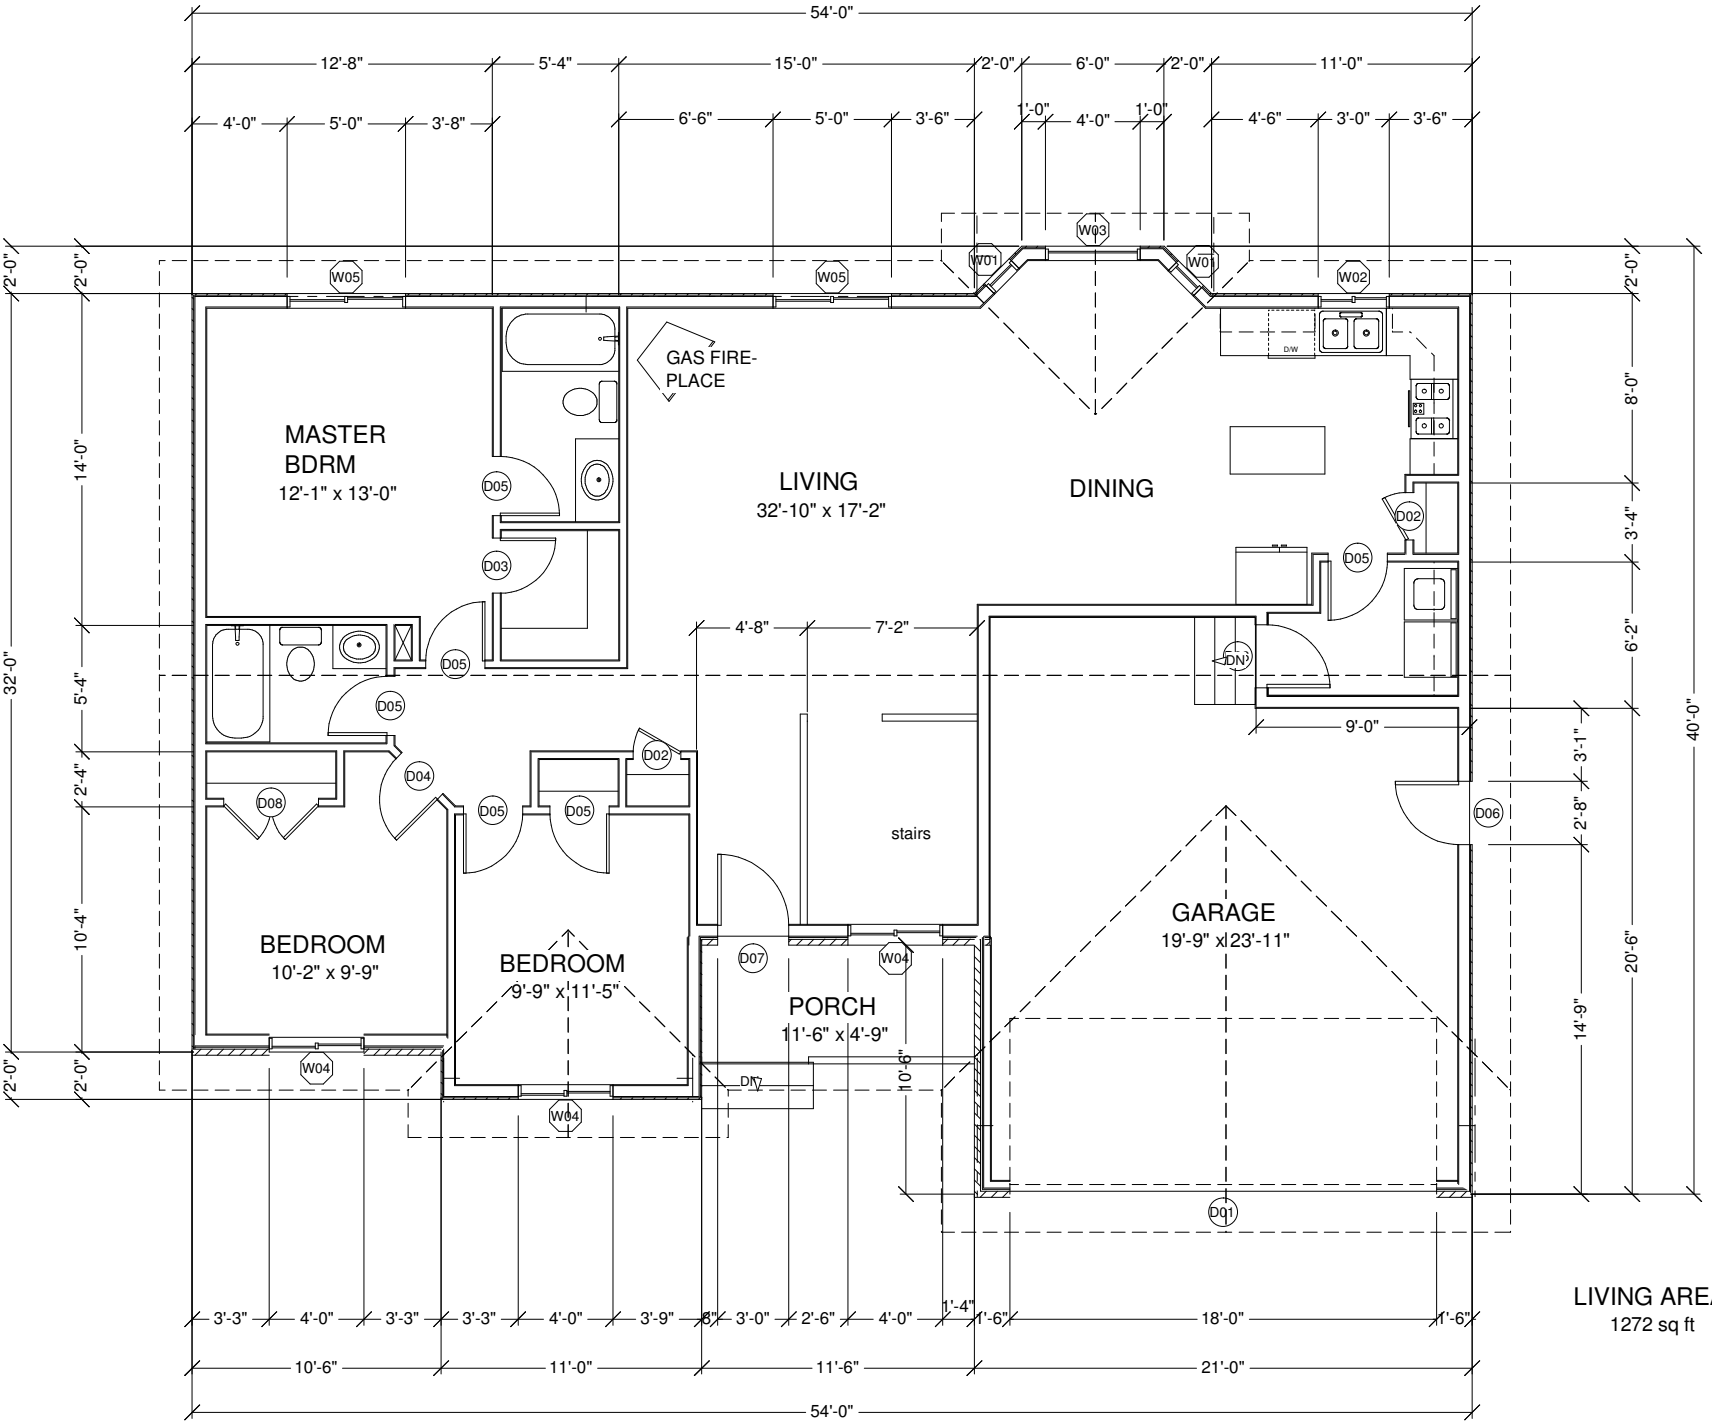 54'-0"
12'-8" 5'-4" 15'-0" 2'-0" 6'-0" 2'-0" 11'-0"
1'-0" 1'-0"
4'-0" 5'-0" 3'-8" 6'-6" 5'-0" 3'-6" 4'-0" 4'-6" 3'-0" 3'-6"
W03
2'-0" 2'-0" W05 W05 W01 W01 W02 2'-0"
D/W
GAS FIRE-
PLACE
8'-0"
MASTER
BDRM
12'-1" x 13'-0"
14'-0"
D05
LIVING
32'-10" x 17'-2"
DINING
D02
3'-4"
D03
D05
4'-8" 7'-2"
6'-2"
32'-0"
D05
DN
5'-4"
D05
9'-0"
40'-0"
3'-1"
D02
2'-4"
D04
D08
D05
D05
D06
2'-8"
stairs
GARAGE
19'-9" x 23'-11"
10'-4"
BEDROOM
10'-2" x 9'-9"
BEDROOM
9'-9" x 11'-5"
D07
W04
20'-6"
PORCH
11'-6" x 4'-9"
14'-9"
10'-6"
W04
2'-0" 2'-0"
W04
D01
LIVING AREA
1272 sq ft
1'-4"
3'-3" 4'-0" 3'-3" 3'-3" 4'-0" 3'-9" 8" 3'-0" 2'-6" 4'-0" 1'-6" 18'-0" 1'-6"
10'-6" 11'-0" 11'-6" 21'-0"
54'-0"